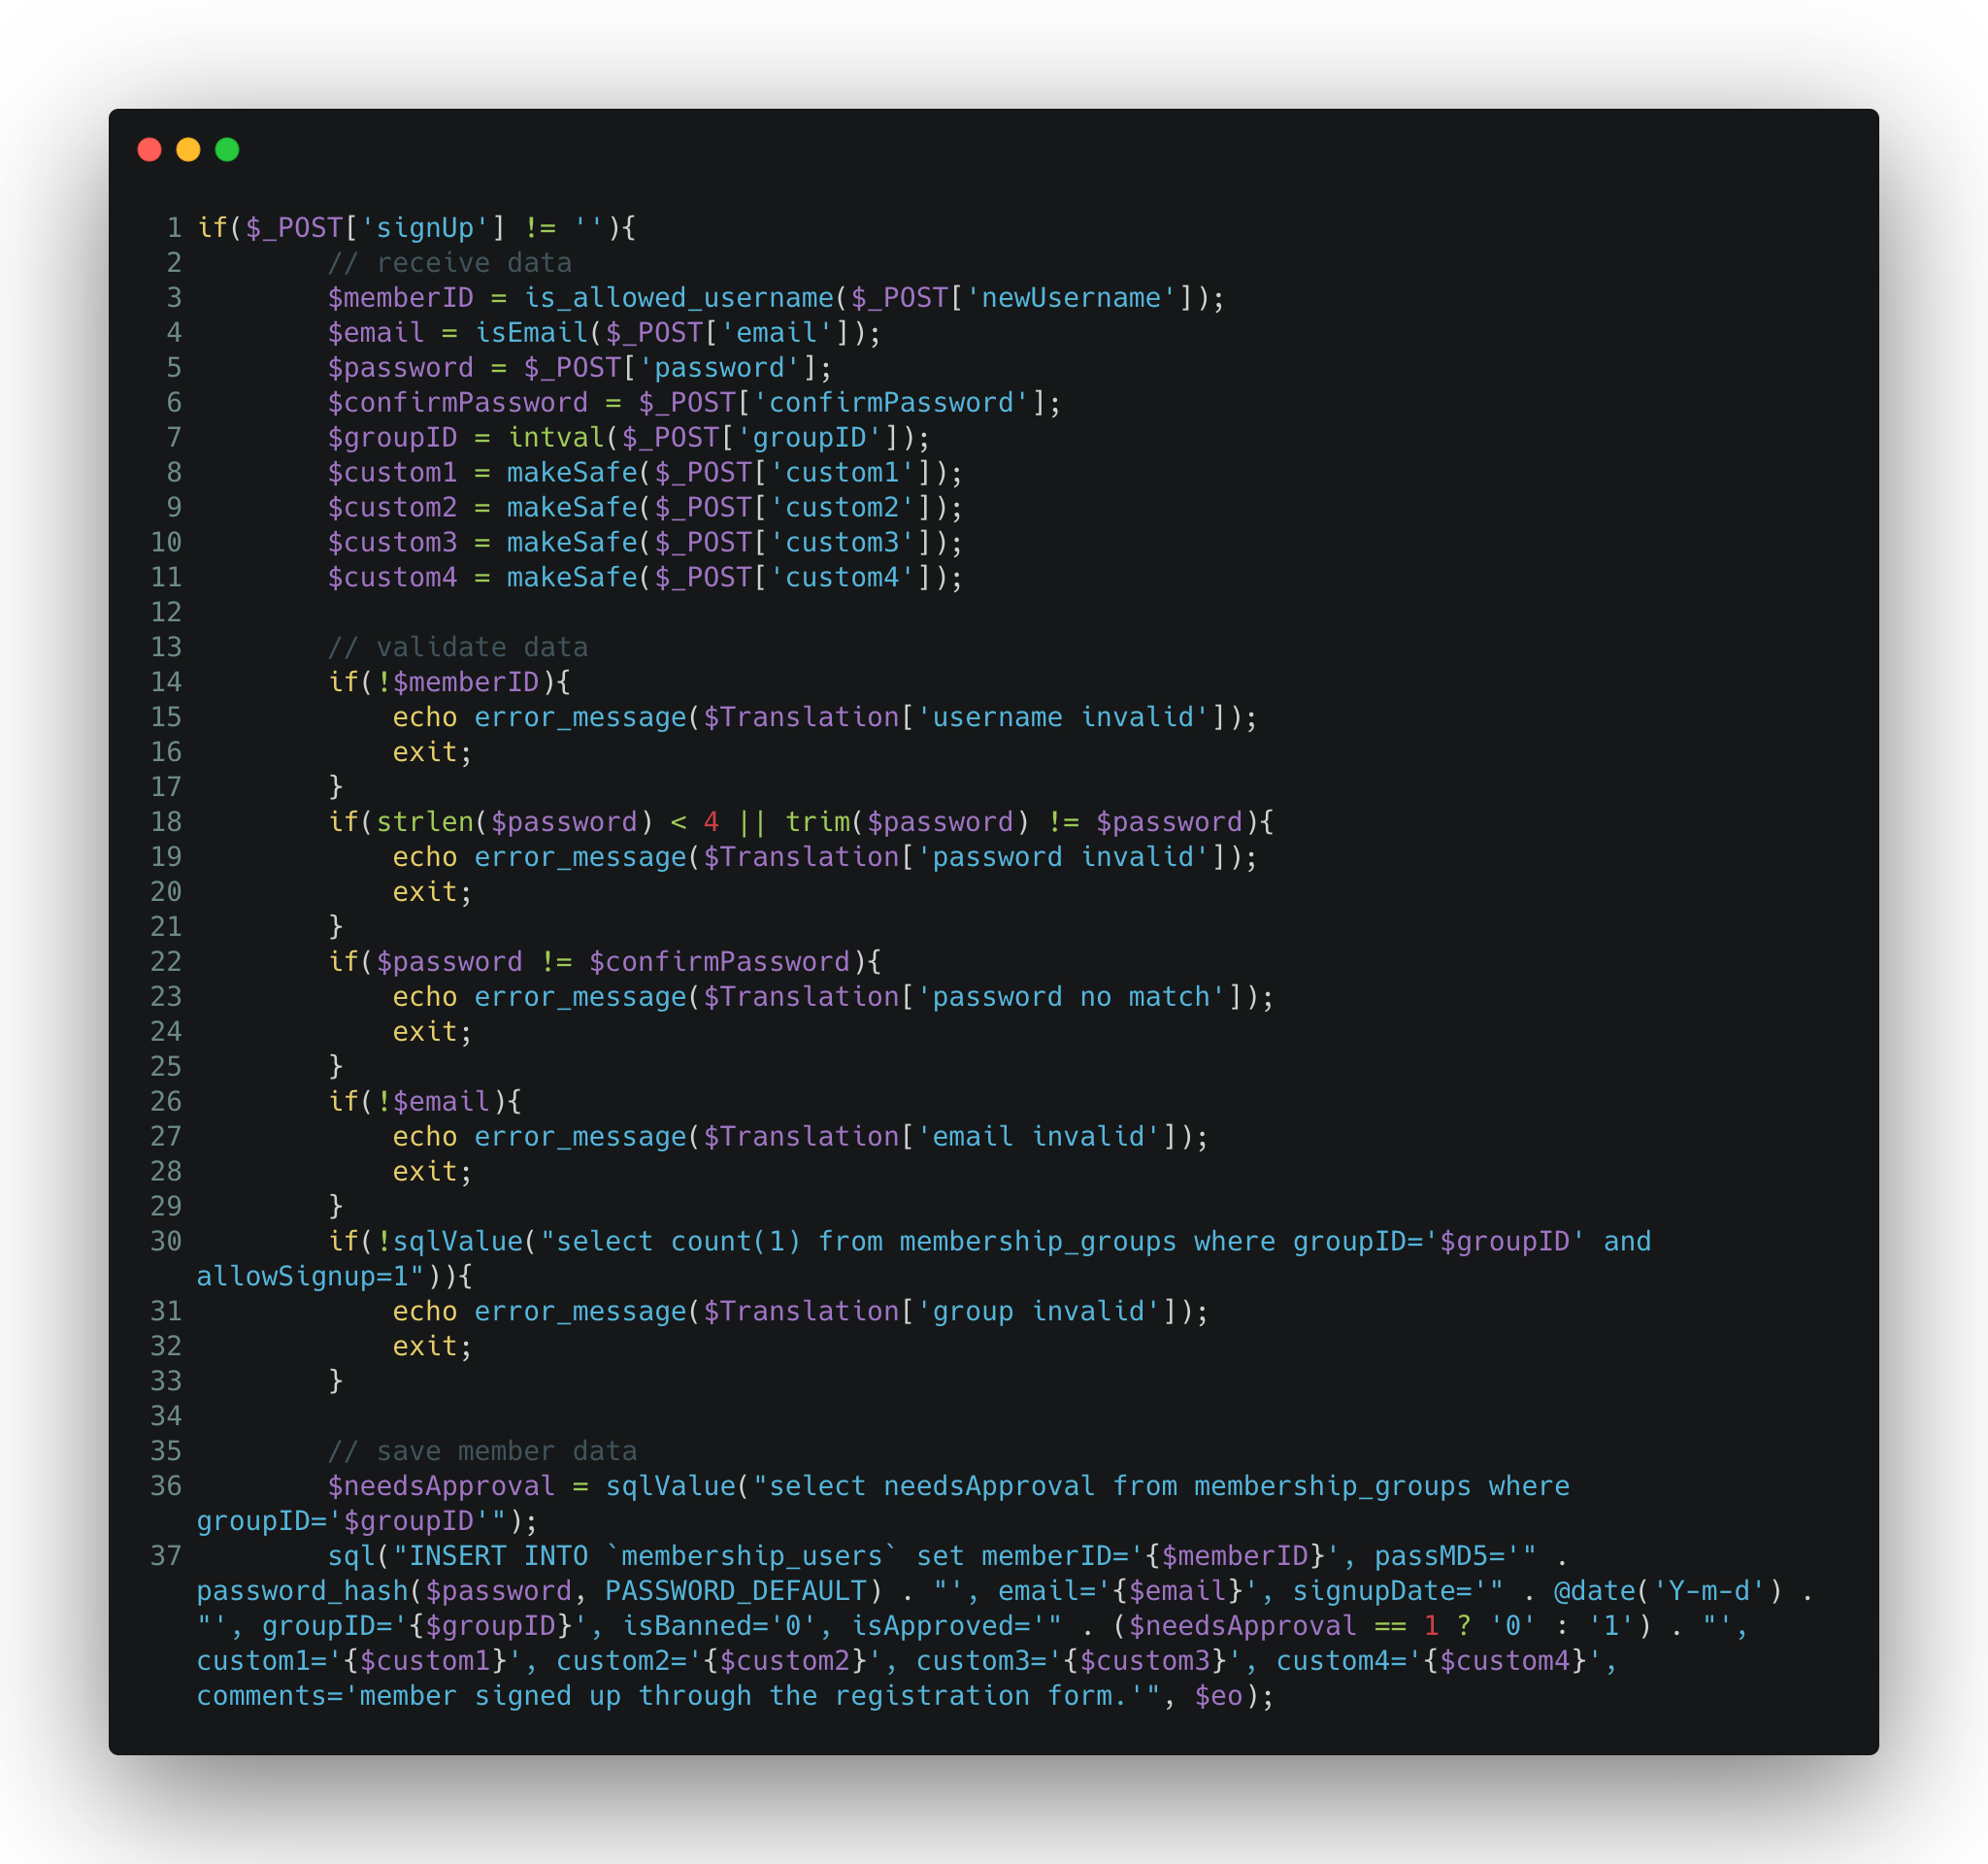 1 if($_POST['signUp'] != ''){
2         // receive data
3         $memberID = is_allowed_username($_POST['newUsername']);
4         $email = isEmail($_POST['email']);
5         $password = $_POST['password'];
6         $confirmPassword = $_POST['confirmPassword'];
7         $groupID = intval($_POST['groupID']);
8         $custom1 = makeSafe($_POST['custom1']);
9         $custom2 = makeSafe($_POST['custom2']);
10         $custom3 = makeSafe($_POST['custom3']);
11         $custom4 = makeSafe($_POST['custom4']);
12
13         // validate data
14         if(!$memberID){
15             echo error_message($Translation['username invalid']);
16             exit;
17         }
18         if(strlen($password) < 4 || trim($password) != $password){
19             echo error_message($Translation['password invalid']);
20             exit;
21         }
22         if($password != $confirmPassword){
23             echo error_message($Translation['password no match']);
24             exit;
25         }
26         if(!$email){
27             echo error_message($Translation['email invalid']);
28             exit;
29         }
30         if(!sqlValue("select count(1) from membership_groups where groupID='$groupID' and
allowSignup=1")){
31             echo error_message($Translation['group invalid']);
32             exit;
33         }
34
35         // save member data
36         $needsApproval = sqlValue("select needsApproval from membership_groups where
groupID='$groupID'");
37         sql("INSERT INTO `membership_users` set memberID='{$memberID}', passMD5='" .
password_hash($password, PASSWORD_DEFAULT) . "', email='{$email}', signupDate='" . @date('Y-m-d') .
"', groupID='{$groupID}', isBanned='0', isApproved='" . ($needsApproval == 1 ? '0' : '1') . "',
custom1='{$custom1}', custom2='{$custom2}', custom3='{$custom3}', custom4='{$custom4}',
comments='member signed up through the registration form.'", $eo);